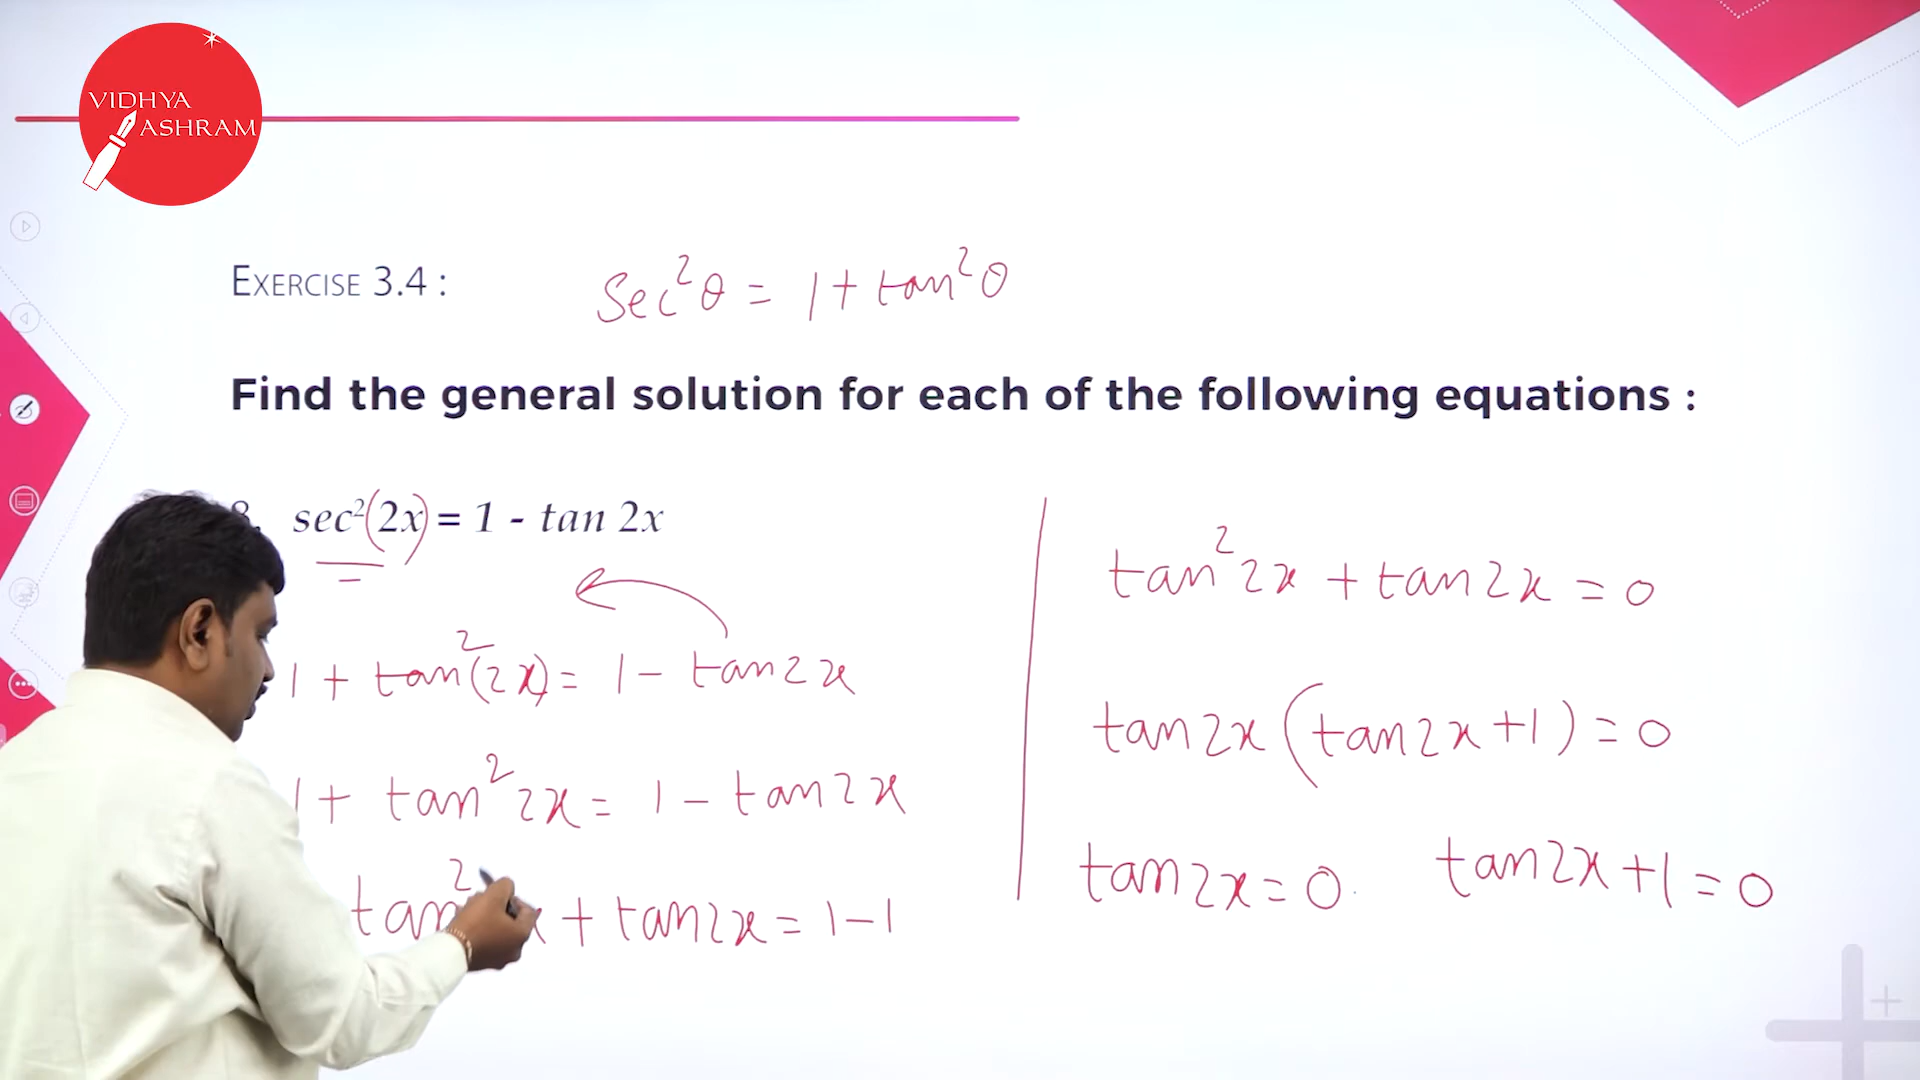 VIDHYA
ASHRAM
EXERCISE 3.4 :
Sec²θ = 1 + tan²θ
Find the general solution for each of the following equations :
8. sec²(2x) = 1 - tan 2x
1 + tan²(2x) = 1 - tan2x
1 + tan²2x = 1 - tan2x
tan² x + tan2x = 1-1
tan²2x + tan2x = 0
tan2x (tan2x +1) = 0
tan2x = 0 tan2x+1 = 0